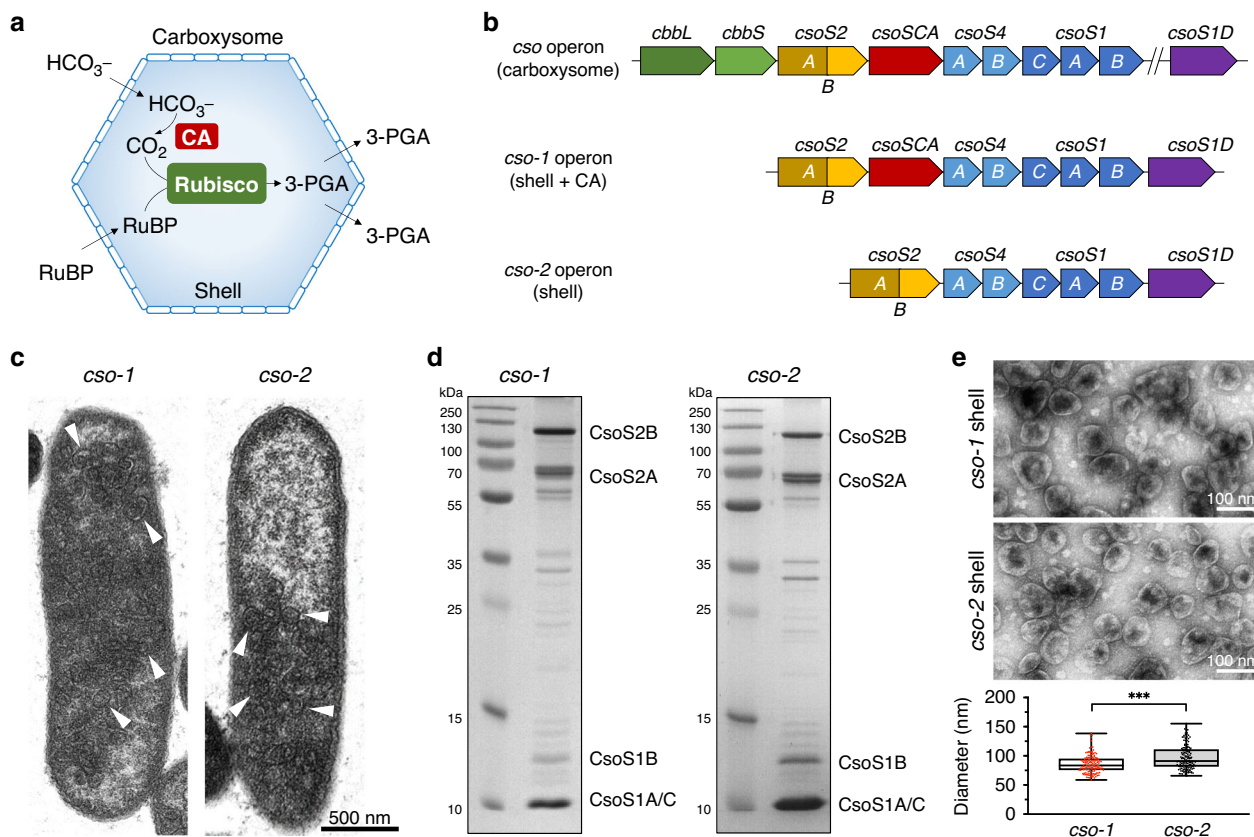 a
Carboxysome
HCO₃⁻
HCO₃⁻
CA
CO₂
Rubisco
3-PGA
3-PGA
3-PGA
RuBP
RuBP
Shell
b
cso operon
(carboxysome)
cbbL
cbbS
csoS2
csoSCA
csoS4
csoS1
csoS1D
A
A
B
C
A
B
B
cso-1 operon
(shell + CA)
csoS2
csoSCA
csoS4
csoS1
csoS1D
A
A
B
C
A
B
B
cso-2 operon
(shell)
csoS2
csoS4
csoS1
csoS1D
A
A
B
C
A
B
B
c
cso-1
cso-2
500 nm
d
cso-1
kDa
250
130
100
70
55
35
25
15
10
CsoS2B
CsoS2A
CsoS1B
CsoS1A/C
cso-2
kDa
250
130
100
70
55
35
25
15
10
CsoS2B
CsoS2A
CsoS1B
CsoS1A/C
e
cso-1 shell
100 nm
cso-2 shell
100 nm
Diameter (nm)
200
150
100
50
0
***
cso-1
cso-2